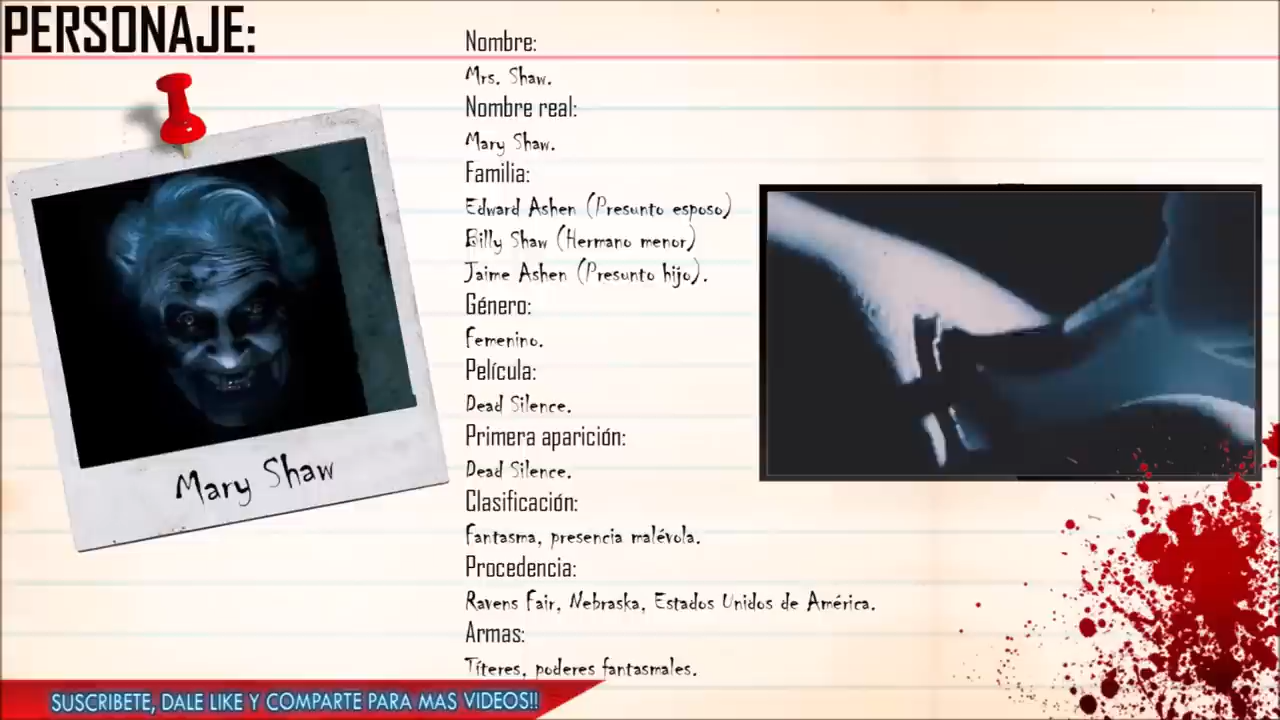 PERSONAJE:
Mary Shaw
Nombre:
Mrs. Shaw.
Nombre real:
Mary Shaw.
Familia:
Edward Ashen (Presunto esposo)
Billy Shaw (Hermano menor)
Jaime Ashen (Presunto hijo).
Género:
Femenino.
Película:
Dead Silence.
Primera aparición:
Dead Silence.
Clasificación:
Fantasma, presencia malévola.
Procedencia:
Ravens Fair, Nebraska, Estados Unidos de América.
Armas:
Títeres, poderes fantasmales.
SUSCRIBETE, DALE LIKE Y COMPARTE PARA MAS VIDEOS!!